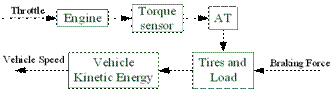 Throttle
Engine
Torque
sensor
AT
Vehicle Speed
Vehicle
Kinetic Energy
Tires and
Load
Braking Force